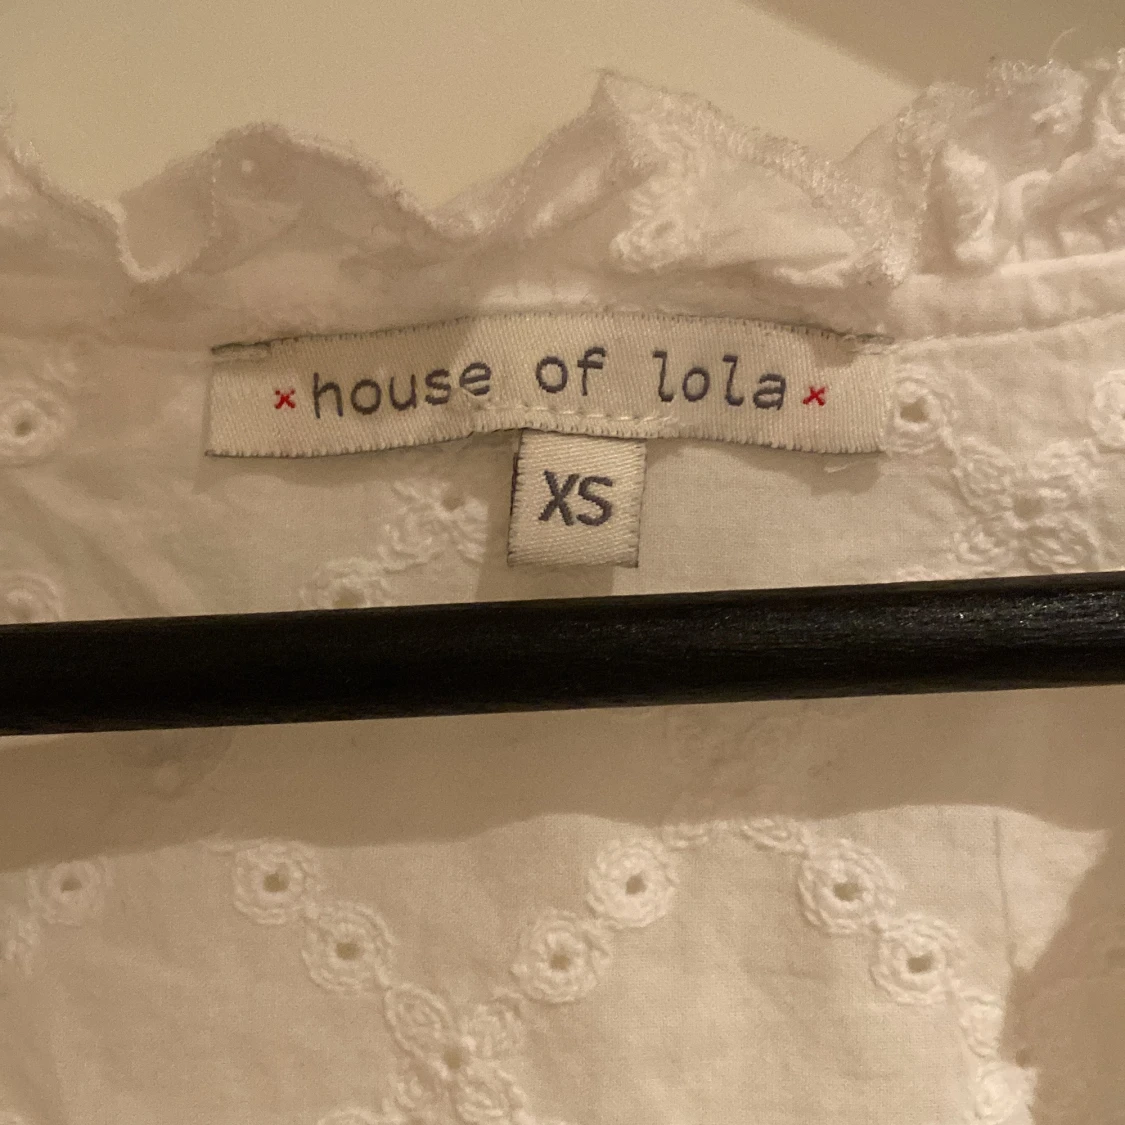 ×house of lola×
XS